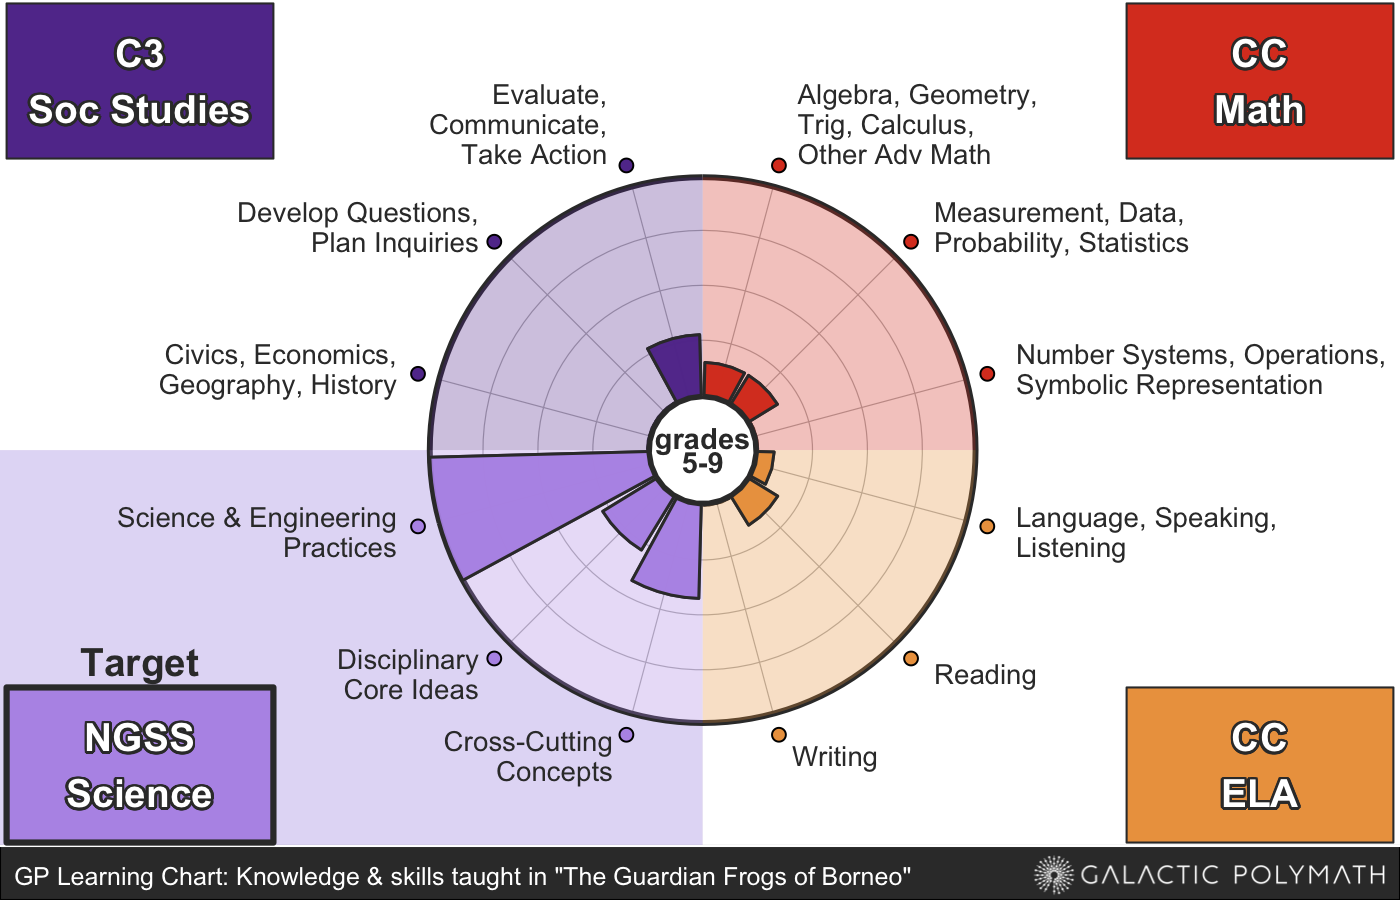 C3
Soc Studies
CC
Math
Evaluate,
Communicate,
Take Action
Algebra, Geometry,
Trig, Calculus,
Other Adv Math
Develop Questions,
Plan Inquiries
Measurement, Data,
Probability, Statistics
Civics, Economics,
Geography, History
Number Systems, Operations,
Symbolic Representation
grades
5-9
Science & Engineering
Practices
Language, Speaking,
Listening
Disciplinary
Core Ideas
Reading
Cross-Cutting
Concepts
Writing
Target
NGSS
Science
CC
ELA
GP Learning Chart: Knowledge & skills taught in "The Guardian Frogs of Borneo"
GALACTIC POLYMATH